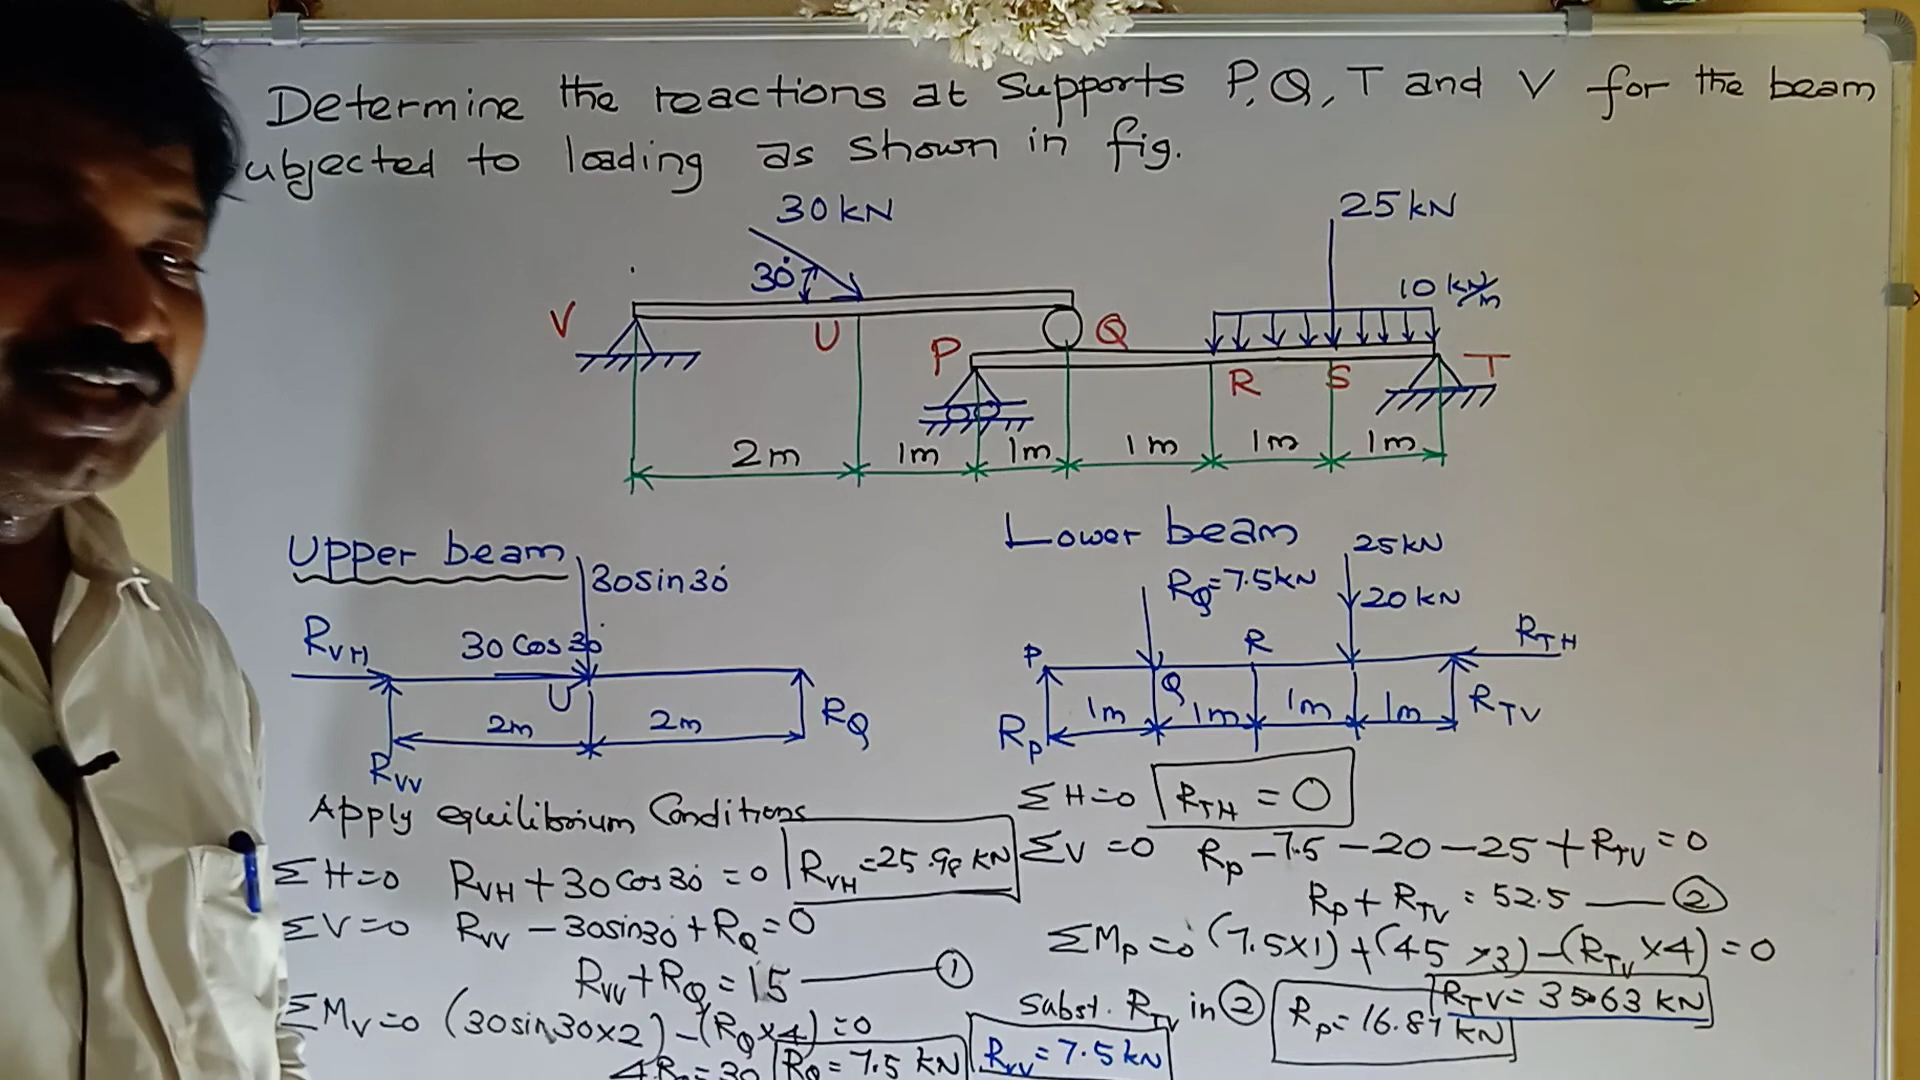 Determine the reactions at supports P, Q, T and V for the beam
ubjected to loading as shown in fig.
30 kN
25 kN
30°
10 kN/m
V
U
P
Q
R
S
T
2m
1m
1m
1m
1m
1m
Upper beam
30sin30°
RVH
30 cos30°
U
2m
2m
RQ
RVV
Apply equilibrium Conditions
ΣH=0 RVH+30cos30°=0 RVH=25.98 kN
ΣV=0 RVV-30sin30°+RQ=0
RVV+RQ=15 ①
ΣMV=0 (30sin30×2)-(RQ×4)=0
4RQ=30 RQ=7.5 kN RVV=7.5 kN
Lower beam
25kN
RQ=7.5kN
20 kN
RTH
P
R
Q
1m
1m
1m
1m
RTV
RP
ΣH=0 RTH=0
ΣV=0 RP-7.5-20-25+RTV=0
RP+RTV=52.5 ②
ΣMP=0 (7.5×1)+(45×3)-(RTV×4)=0
RTV=35.63 kN
Subst. RTV in ② RP=16.87 kN